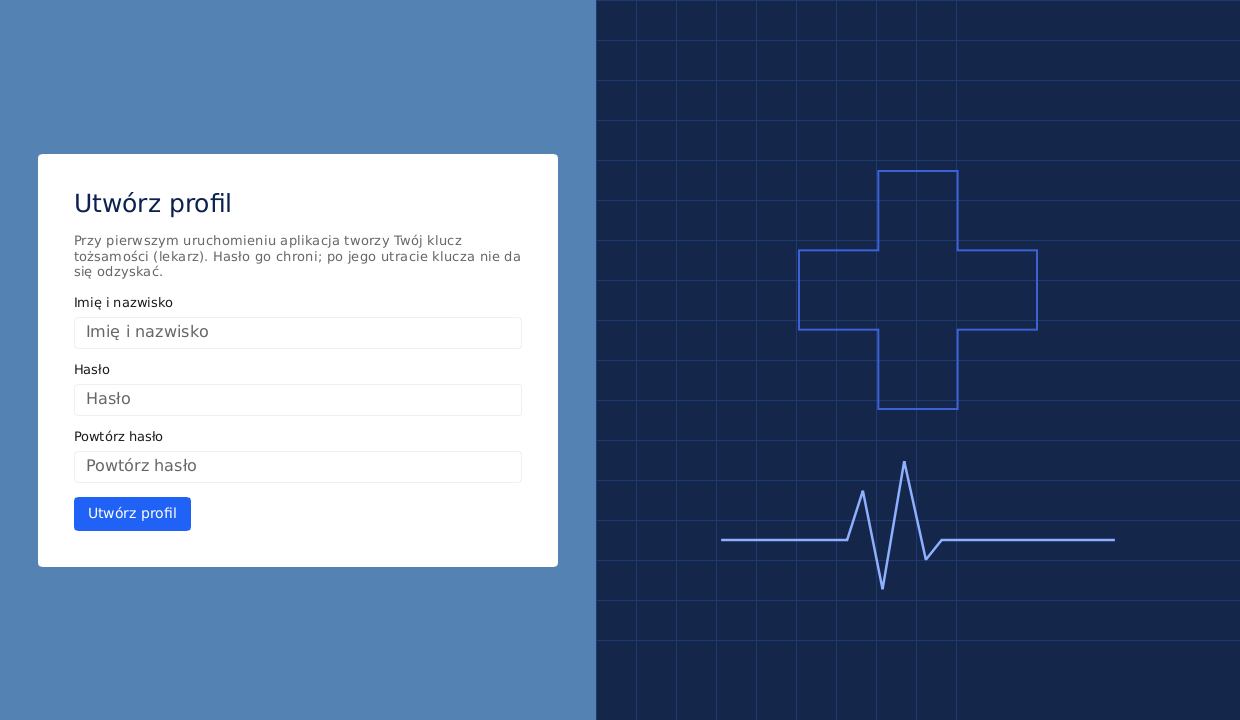 Utwórz profil
Przy pierwszym uruchomieniu aplikacja tworzy Twój klucz
tożsamości (lekarz). Hasło go chroni; po jego utracie klucza nie da
się odzyskać.
Imię i nazwisko
Imię i nazwisko
Hasło
Hasło
Powtórz hasło
Powtórz hasło
Utwórz profil